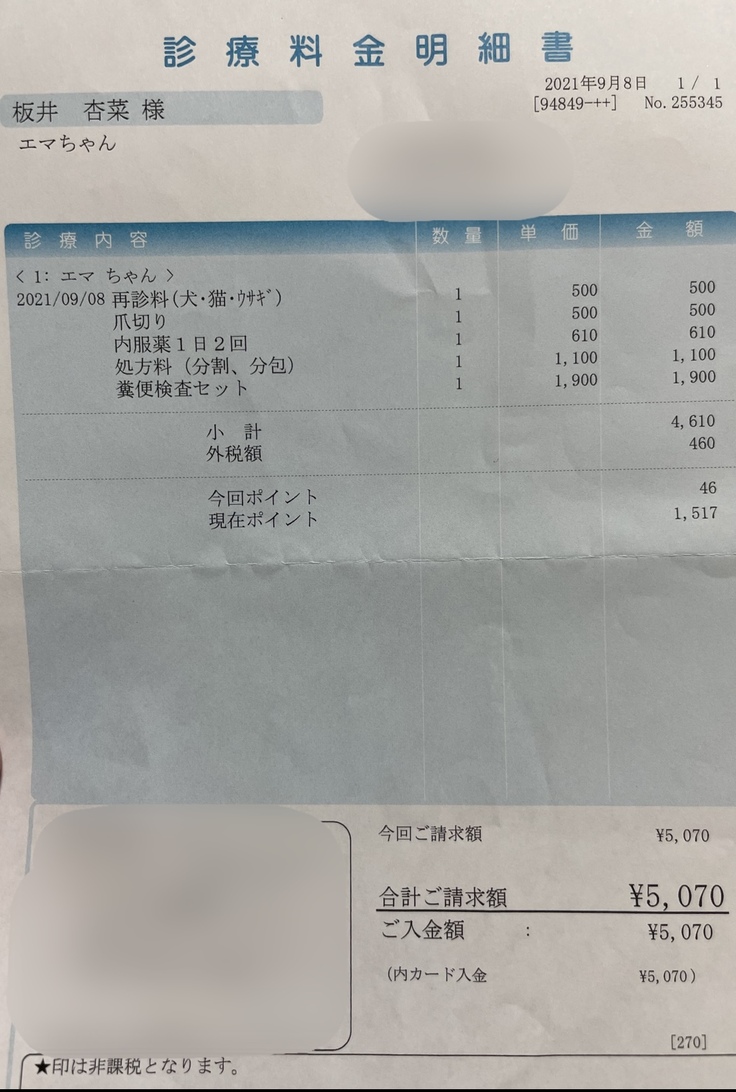 診療料金明細書
2021年9月8日 1/ 1
[94849-++] No. 255345
板井 杏菜 様
エマちゃん
診療内容 数量 単価 金額
< 1: エマ ちゃん >
2021/09/08 再診料(犬・猫・ｳｻｷﾞ) 1 500 500
爪切り 1 500 500
内服薬１日２回 1 610 610
処方料（分割、分包） 1 1,100 1,100
糞便検査セット 1 1,900 1,900
小 計 4,610
外税額 460
今回ポイント 46
現在ポイント 1,517
今回ご請求額 ¥5,070
合計ご請求額 ¥5,070
ご入金額 : ¥5,070
(内カード入金 ¥5,070)
[270]
★印は非課税となります。